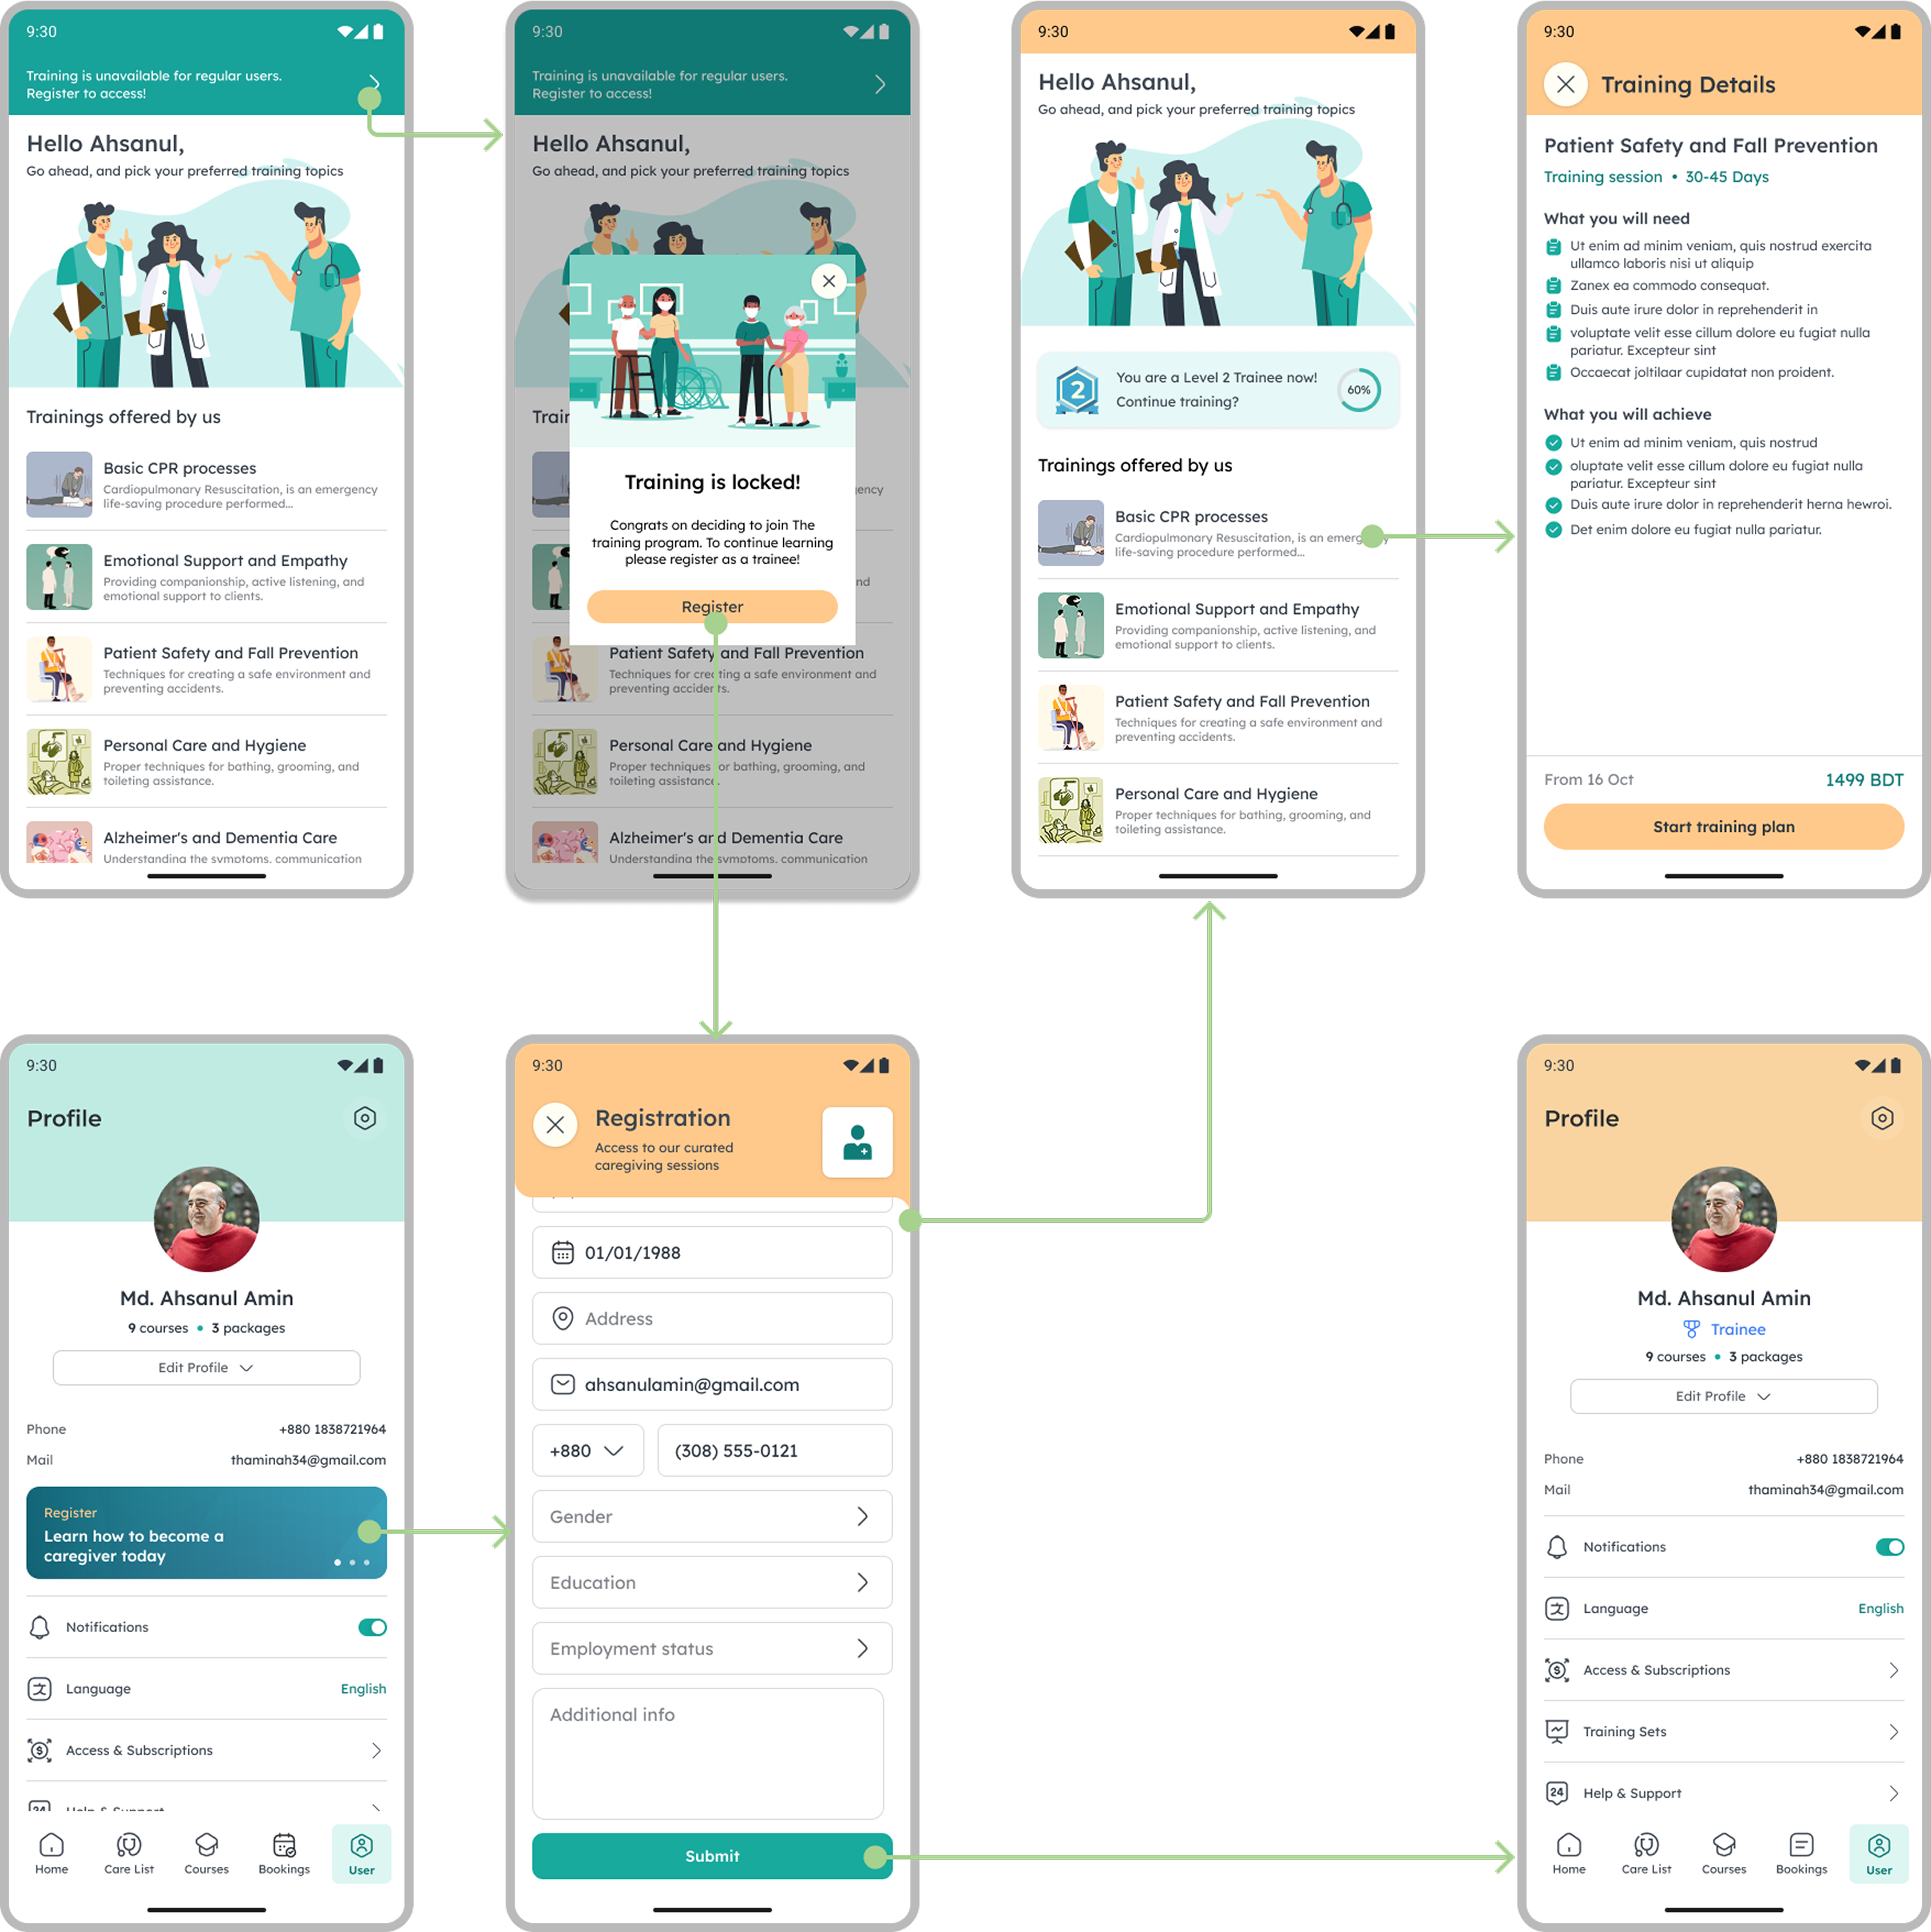 9:30
Training is unavailable for regular users.
Register to access!
Hello Ahsanul,
Go ahead, and pick your preferred training topics
Trainings offered by us
Basic CPR processes
Cardiopulmonary Resuscitation, is an emergency
life-saving procedure performed...
Emotional Support and Empathy
Providing companionship, active listening, and
emotional support to clients.
Patient Safety and Fall Prevention
Techniques for creating a safe environment and
preventing accidents.
Personal Care and Hygiene
Proper techniques for bathing, grooming, and
toileting assistance.
Alzheimer's and Dementia Care
Understanding the symptoms, communication
9:30
Training is unavailable for regular users.
Register to access!
Hello Ahsanul,
Go ahead, and pick your preferred training topics
Training is locked!
Congrats on deciding to join The
training program. To continue learning
please register as a trainee!
Register
Patient Safety and Fall Prevention
Techniques for creating a safe environment and
preventing accidents.
Personal Care and Hygiene
Proper techniques for bathing, grooming, and
toileting assistance.
Alzheimer's and Dementia Care
Understanding the symptoms, communication
9:30
Hello Ahsanul,
Go ahead, and pick your preferred training topics
2
You are a Level 2 Trainee now!
Continue training?
60%
Trainings offered by us
Basic CPR processes
Cardiopulmonary Resuscitation, is an emergency
life-saving procedure performed...
Emotional Support and Empathy
Providing companionship, active listening, and
emotional support to clients.
Patient Safety and Fall Prevention
Techniques for creating a safe environment and
preventing accidents.
Personal Care and Hygiene
Proper techniques for bathing, grooming, and
toileting assistance.
9:30
Training Details
Patient Safety and Fall Prevention
Training session • 30-45 Days
What you will need
Ut enim ad minim veniam, quis nostrud exercita
ullamco laboris nisi ut aliquip
Zanex ea commodo consequat.
Duis aute irure dolor in reprehenderit in
voluptate velit esse cillum dolore eu fugiat nulla
pariatur. Excepteur sint
Occaecat joltilaar cupidatat non proident.
What you will achieve
Ut enim ad minim veniam, quis nostrud
oluptate velit esse cillum dolore eu fugiat nulla
pariatur. Excepteur sint
Duis aute irure dolor in reprehenderit herna hewroi.
Det enim dolore eu fugiat nulla pariatur.
From 16 Oct
1499 BDT
Start training plan
9:30
Profile
Md. Ahsanul Amin
9 courses • 3 packages
Edit Profile
Phone +880 1838721964
Mail thaminah34@gmail.com
Register
Learn how to become a
caregiver today
Notifications
Language English
Access & Subscriptions
24 Help & Support
Home Care List Courses Bookings User
9:30
Registration
Access to our curated
caregiving sessions
01/01/1988
Address
ahsanulamin@gmail.com
+880 (308) 555-0121
Gender
Education
Employment status
Additional info
Submit
9:30
Profile
Md. Ahsanul Amin
Trainee
9 courses • 3 packages
Edit Profile
Phone +880 1838721964
Mail thaminah34@gmail.com
Notifications
Language English
Access & Subscriptions
Training Sets
24 Help & Support
Home Care List Courses Bookings User